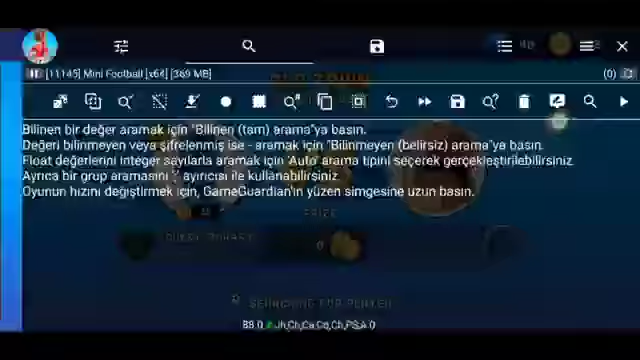 [11145] Mini Football [x64] [369 MB]
(0)
Bilinen bir değer aramak için "Bilinen (tam) arama"ya basın.
Değeri bilinmeyen veya şifrelenmiş ise - aramak için "Bilinmeyen (belirsiz) arama"ya basın.
Float değerlerini integer sayılarla aramak için 'Auto' arama tipini seçerek gerçekleştirilebilirsiniz.
Ayrıca bir grup aramasını ';' ayırıcısı ile kullanabilirsiniz.
Oyunun hızını değiştirmek için, GameGuardian'ın yüzen simgesine uzun basın.
PRIZE
0
SEARCHING FOR PLAYER